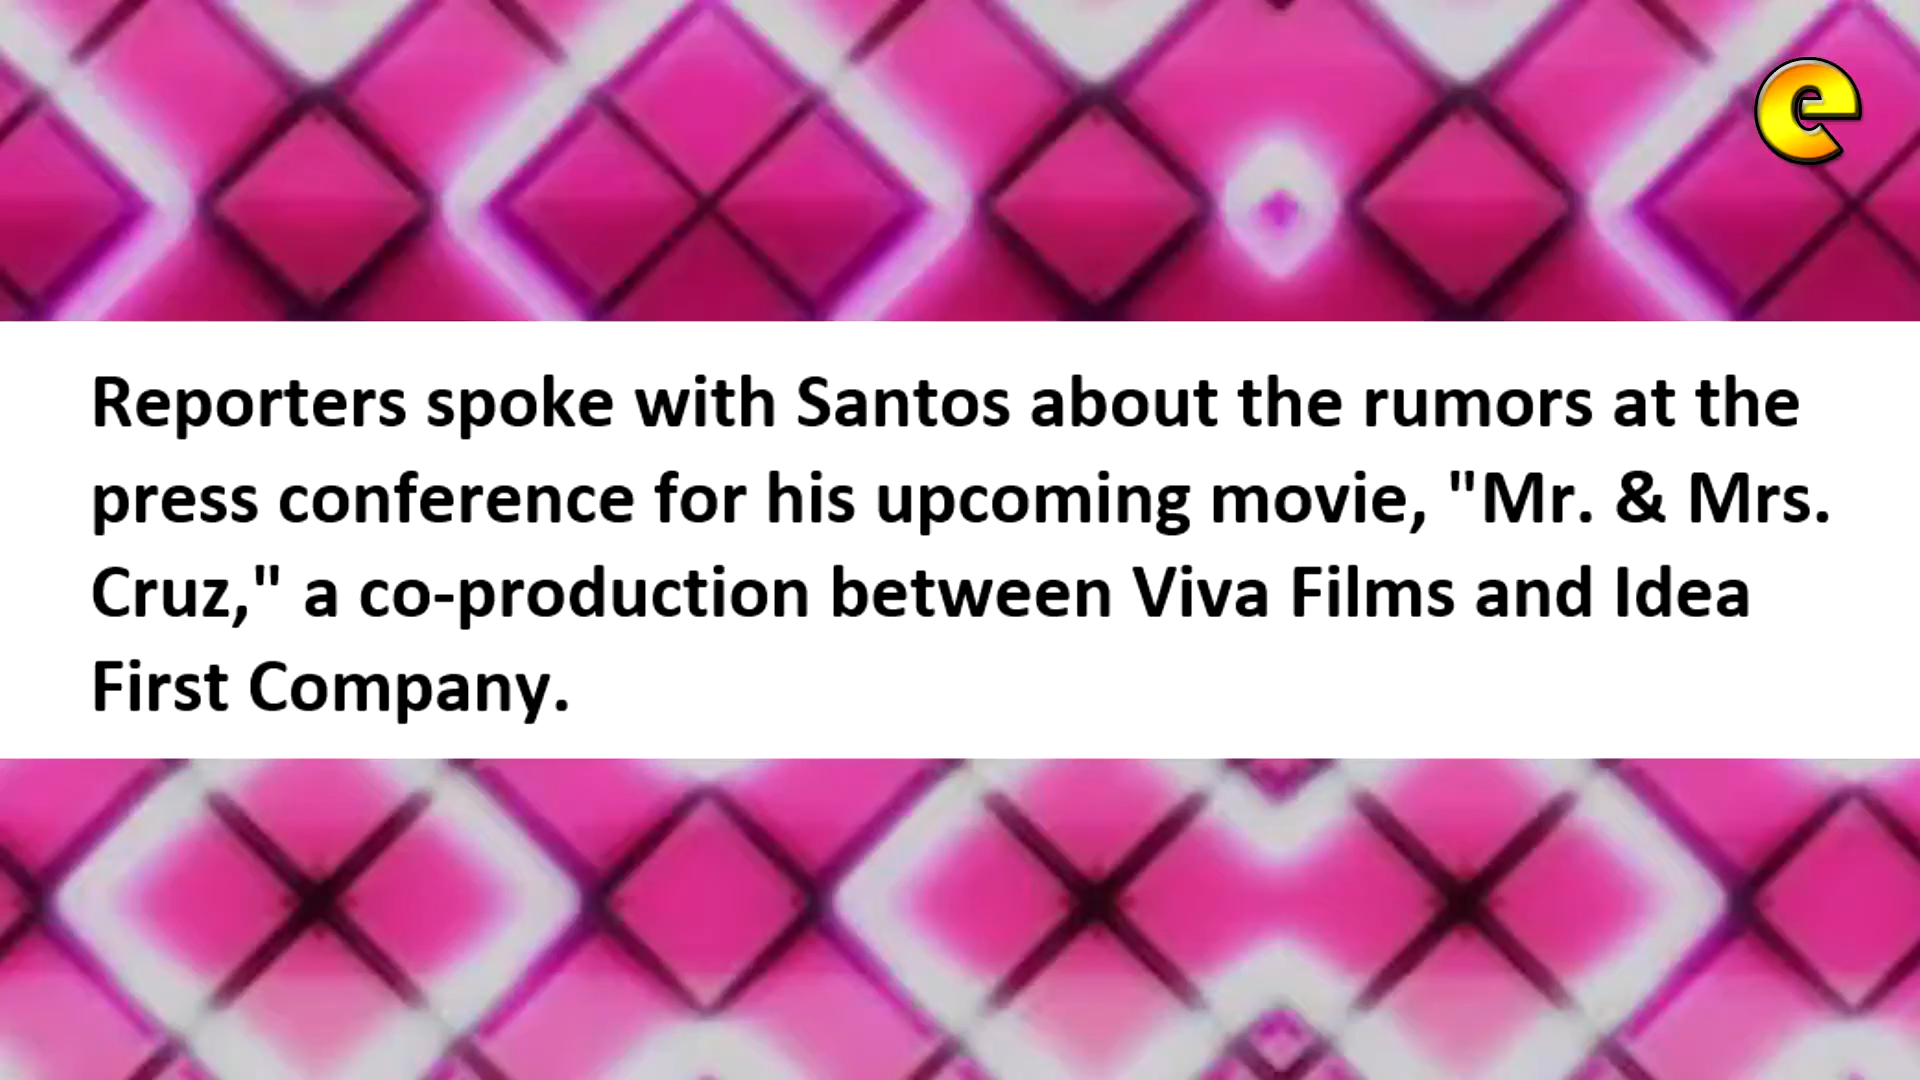 e
Reporters spoke with Santos about the rumors at the
press conference for his upcoming movie, "Mr. & Mrs.
Cruz," a co-production between Viva Films and Idea
First Company.